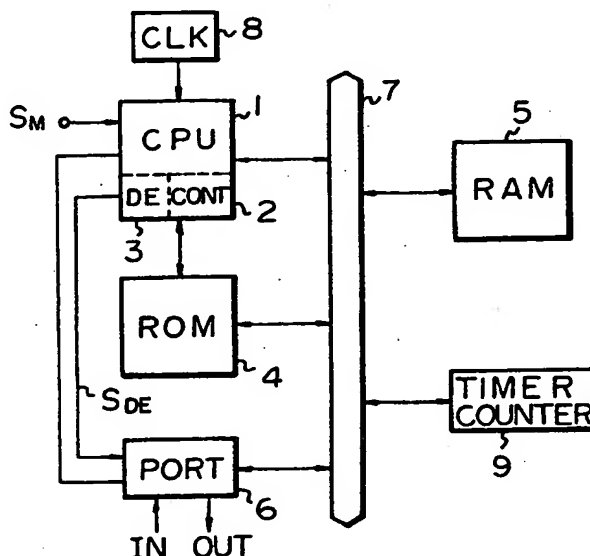 CLK
8
SM
1
CPU
7
5
DE
CONT
2
RAM
3
ROM
4
SDE
TIMER
COUNTER
9
PORT
6
IN OUT